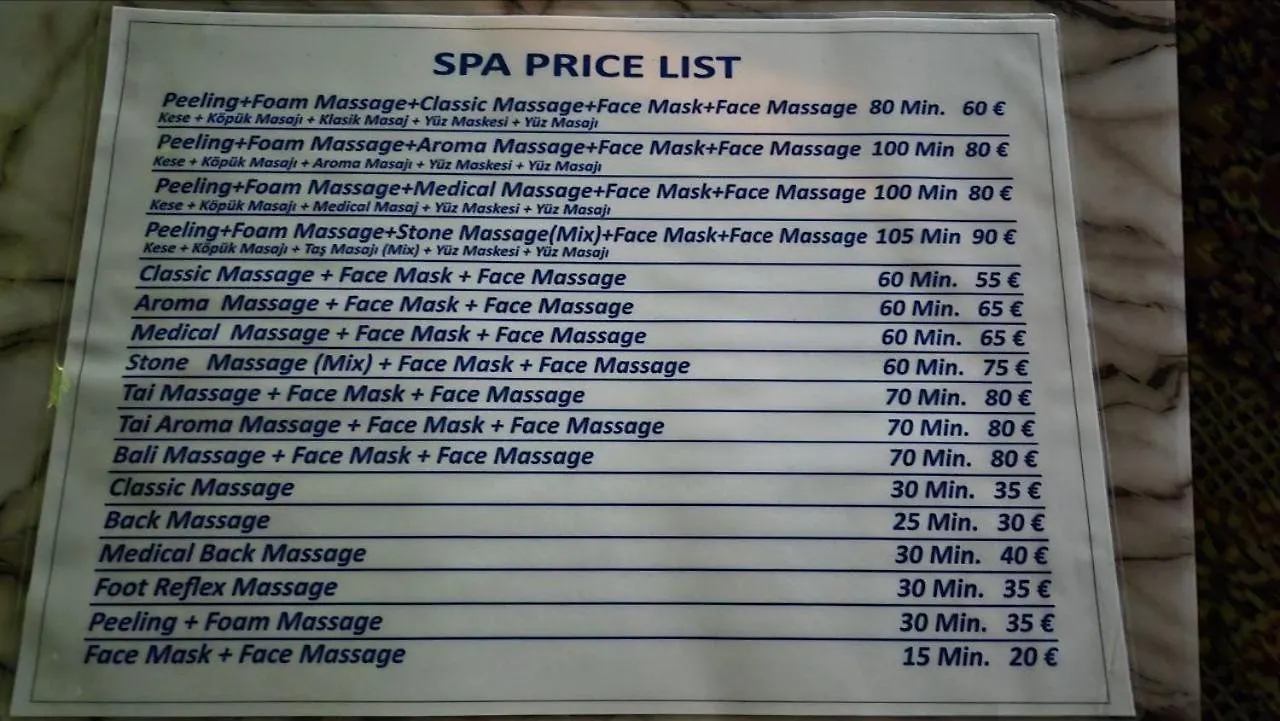 SPA PRICE LIST
Peeling+Foam Massage+Classic Massage+Face Mask+Face Massage 80 Min. 60 €
Kese + Köpük Masajı + Klasik Masaj + Yüz Maskesi + Yüz Masajı
Peeling+Foam Massage+Aroma Massage+Face Mask+Face Massage 100 Min 80 €
Kese + Köpük Masajı + Aroma Masajı + Yüz Maskesi + Yüz Masajı
Peeling+Foam Massage+Medical Massage+Face Mask+Face Massage 100 Min 80 €
Kese + Köpük Masajı + Medical Masaj + Yüz Maskesi + Yüz Masajı
Peeling+Foam Massage+Stone Massage(Mix)+Face Mask+Face Massage 105 Min 90 €
Kese + Köpük Masajı + Taş Masajı (Mix) + Yüz Maskesi + Yüz Masajı
Classic Massage + Face Mask + Face Massage 60 Min. 55 €
Aroma Massage + Face Mask + Face Massage 60 Min. 65 €
Medical Massage + Face Mask + Face Massage 60 Min. 65 €
Stone Massage (Mix) + Face Mask + Face Massage 60 Min. 75 €
Tai Massage + Face Mask + Face Massage 70 Min. 80 €
Tai Aroma Massage + Face Mask + Face Massage 70 Min. 80 €
Bali Massage + Face Mask + Face Massage 70 Min. 80 €
Classic Massage 30 Min. 35 €
Back Massage 25 Min. 30 €
Medical Back Massage 30 Min. 40 €
Foot Reflex Massage 30 Min. 35 €
Peeling + Foam Massage 30 Min. 35 €
Face Mask + Face Massage 15 Min. 20 €